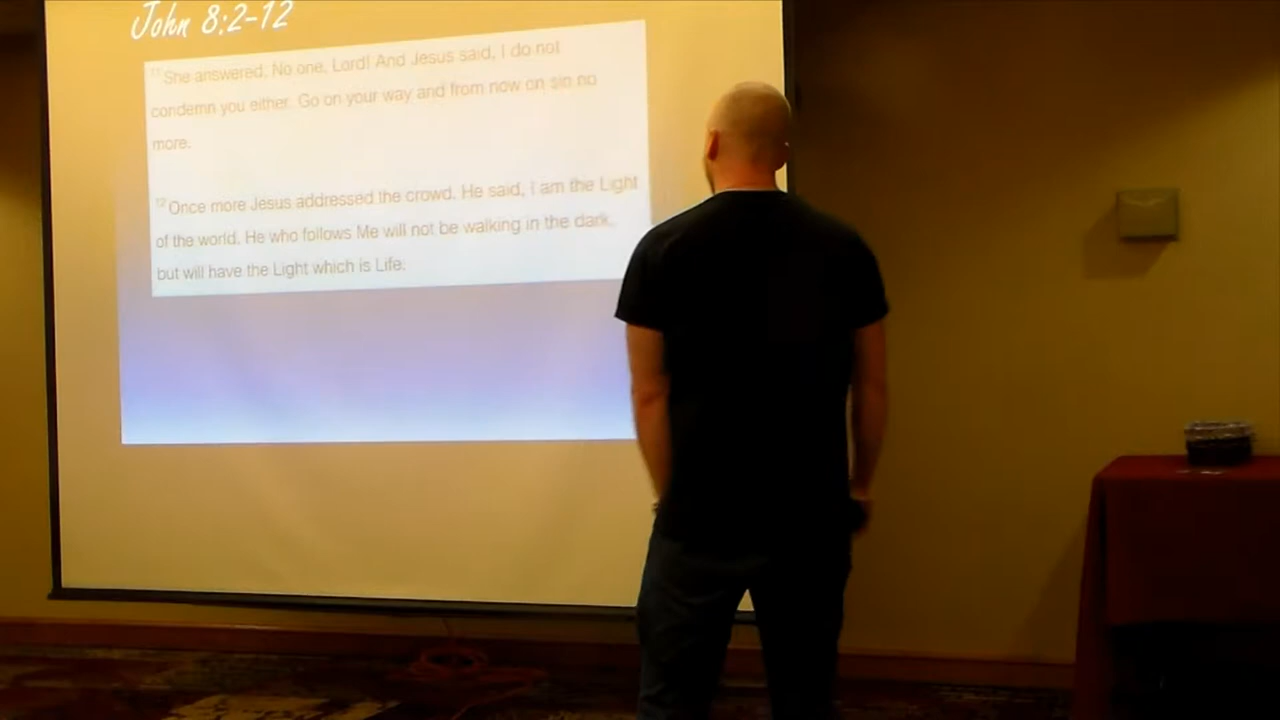 John 8:2-12
11 She answered, No one, Lord! And Jesus said, I do not
condemn you either. Go on your way and from now on sin no
more.
12 Once more Jesus addressed the crowd. He said, I am the Light
of the world. He who follows Me will not be walking in the dark,
but will have the Light which is Life.